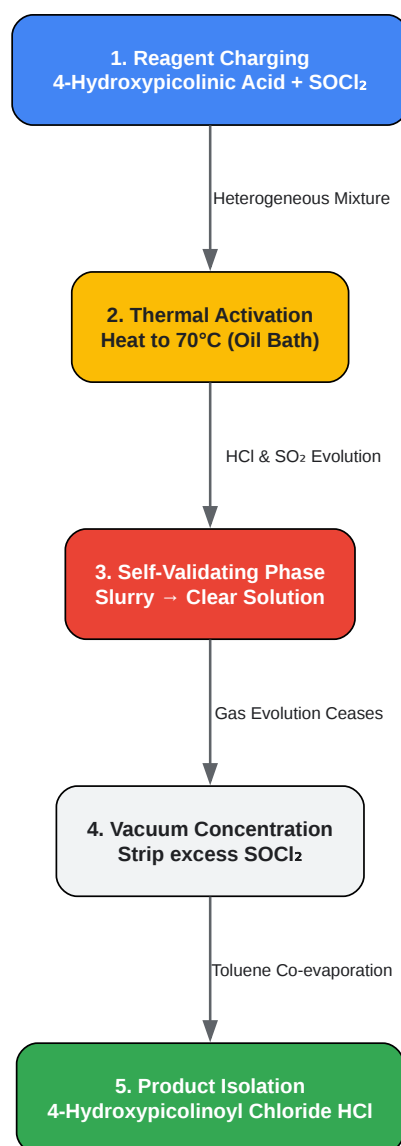 1. Reagent Charging
4-Hydroxypicolinic Acid + SOCl₂
Heterogeneous Mixture
2. Thermal Activation
Heat to 70°C (Oil Bath)
HCl & SO₂ Evolution
3. Self-Validating Phase
Slurry → Clear Solution
Gas Evolution Ceases
4. Vacuum Concentration
Strip excess SOCl₂
Toluene Co-evaporation
5. Product Isolation
4-Hydroxypicolinoyl Chloride HCl